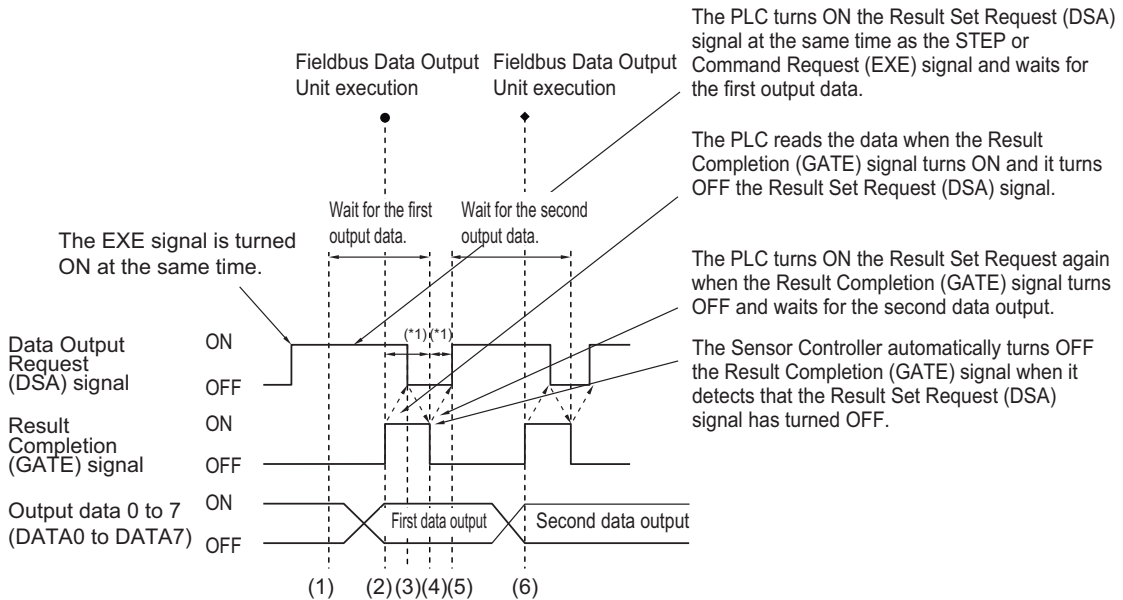 The PLC turns ON the Result Set Request (DSA)
signal at the same time as the STEP or
Command Request (EXE) signal and waits for
the first output data.
Fieldbus Data Output
Unit execution
Fieldbus Data Output
Unit execution
The PLC reads the data when the Result
Completion (GATE) signal turns ON and it turns
OFF the Result Set Request (DSA) signal.
Wait for the first
output data.
Wait for the second
output data.
The EXE signal is turned
ON at the same time.
The PLC turns ON the Result Set Request again
when the Result Completion (GATE) signal turns
OFF and waits for the second data output.
The Sensor Controller automatically turns OFF
the Result Completion (GATE) signal when it
detects that the Result Set Request (DSA)
signal has turned OFF.
Data Output
Request
(DSA) signal
ON
OFF
(*1) (*1)
Result
Completion
(GATE) signal
ON
OFF
Output data 0 to 7
(DATA0 to DATA7)
ON
OFF
First data output
Second data output
(1) (2) (3) (4) (5) (6)